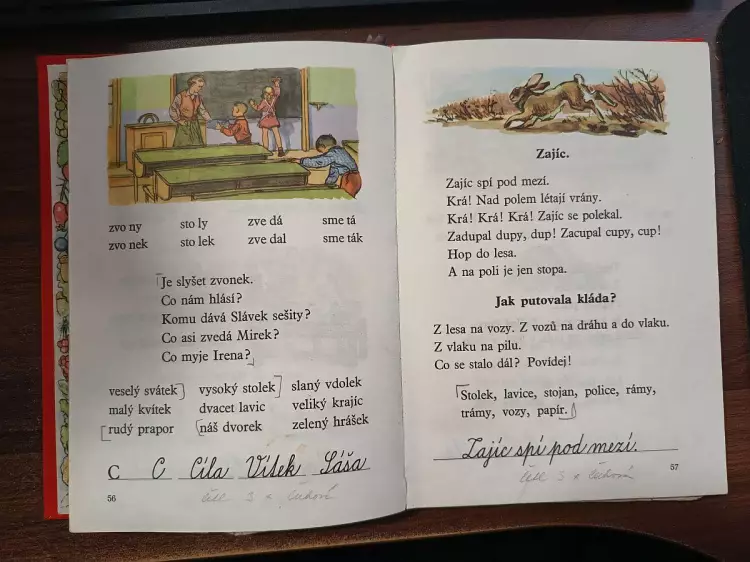 zvo ny sto ly zve dá sme tá
zvo nek sto lek zve dal sme ták
Je slyšet zvonek.
Co nám hlásí?
Komu dává Slávek sešity?
Co asi zvedá Mirek?
Co myje Irena?
veselý svátek vysoký stolek slaný vdolek
malý kvítek dvacet lavic veliký krajíc
rudý prapor náš dvorek zelený hrášek
C C Cíla Vítek Sáša
56
Zajíc.
Zajíc spí pod mezí.
Krá! Nad polem létají vrány.
Krá! Krá! Krá! Zajíc se polekal.
Zadupal dupy, dup! Zacupal cupy, cup!
Hop do lesa.
A na poli je jen stopa.
Jak putovala kláda?
Z lesa na vozy. Z vozů na dráhu a do vlaku.
Z vlaku na pilu.
Co se stalo dál? Povídej!
Stolek, lavice, stojan, police, rámy,
trámy, vozy, papír.
Zajíc spí pod mezí.
57